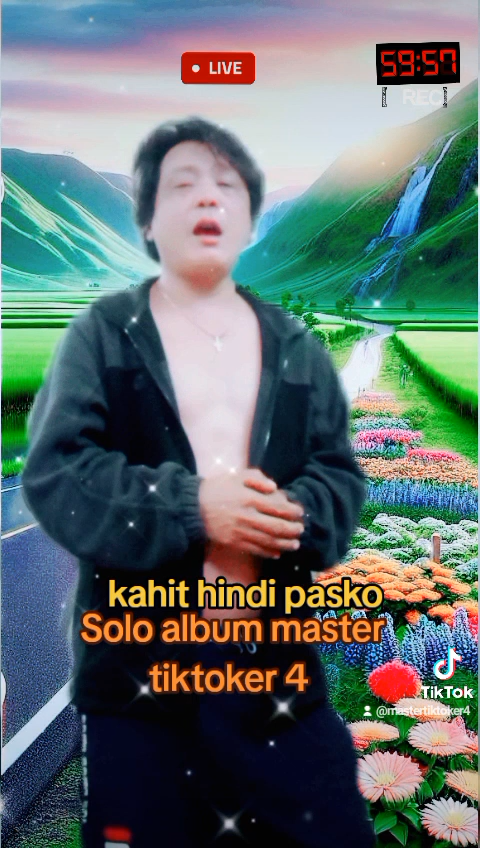 LIVE
59:57
REC
kahit hindi pasko
Solo album master
tiktoker 4
TikTok
@mastertiktoker4